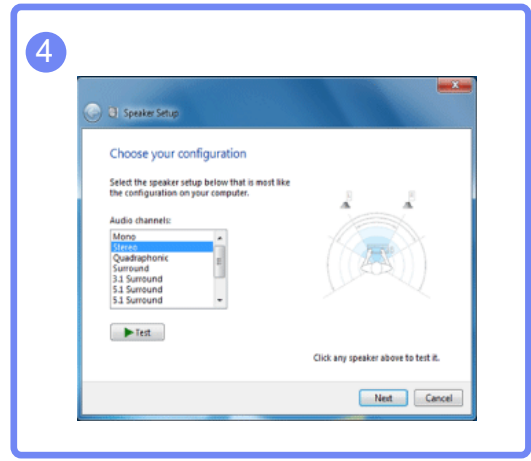 4
Speaker Setup
Choose your configuration
Select the speaker setup below that is most like
the configuration on your computer.
Audio channels:
Mono
Stereo
Quadraphonic
Surround
3.1 Surround
5.1 Surround
5.1 Surround
Test
Click any speaker above to test it.
Next
Cancel